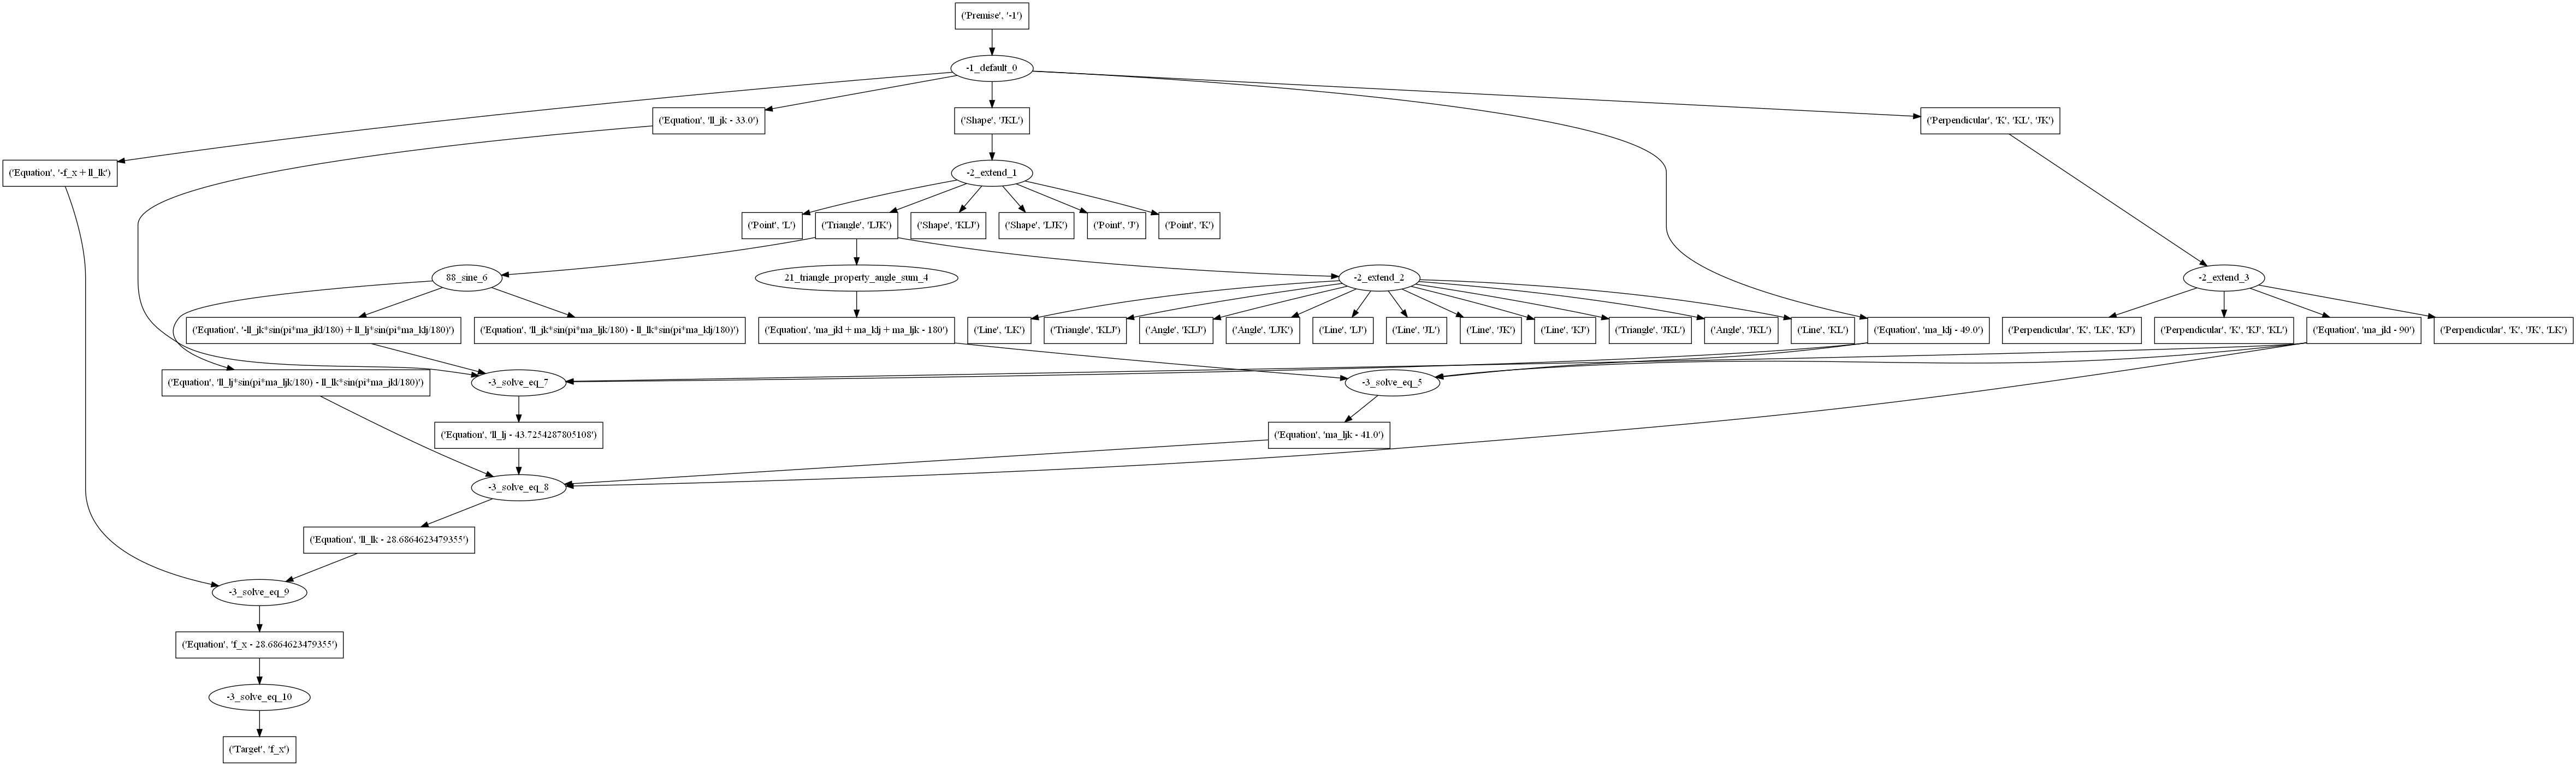 ('Premise', '-1')
-1_default_0
('Equation', 'll_jk - 33.0')
('Shape', 'JKL')
('Perpendicular', 'K', 'KL', 'JK')
('Equation', '-f_x + ll_lk')
-2_extend_1
('Point', 'L')
('Triangle', 'LJK')
('Shape', 'KLJ')
('Shape', 'LJK')
('Point', 'J')
('Point', 'K')
88_sine_6
21_triangle_property_angle_sum_4
-2_extend_2
-2_extend_3
('Equation', '-ll_jk*sin(pi*ma_jkl/180) + ll_lj*sin(pi*ma_klj/180)')
('Equation', 'll_jk*sin(pi*ma_ljk/180) - ll_lk*sin(pi*ma_klj/180)')
('Equation', 'ma_jkl + ma_klj + ma_ljk - 180')
('Line', 'LK')
('Triangle', 'KLJ')
('Angle', 'KLJ')
('Angle', 'LJK')
('Line', 'LJ')
('Line', 'JL')
('Line', 'JK')
('Line', 'KJ')
('Triangle', 'JKL')
('Angle', 'JKL')
('Line', 'KL')
('Equation', 'ma_klj - 49.0')
('Perpendicular', 'K', 'LK', 'KJ')
('Perpendicular', 'K', 'KJ', 'KL')
('Equation', 'ma_jkl - 90')
('Perpendicular', 'K', 'JK', 'LK')
('Equation', 'll_lj*sin(pi*ma_ljk/180) - ll_lk*sin(pi*ma_jkl/180)')
-3_solve_eq_7
-3_solve_eq_5
('Equation', 'll_lj - 43.7254287805108')
('Equation', 'ma_ljk - 41.0')
-3_solve_eq_8
('Equation', 'll_lk - 28.6864623479355')
-3_solve_eq_9
('Equation', 'f_x - 28.6864623479355')
-3_solve_eq_10
('Target', 'f_x')